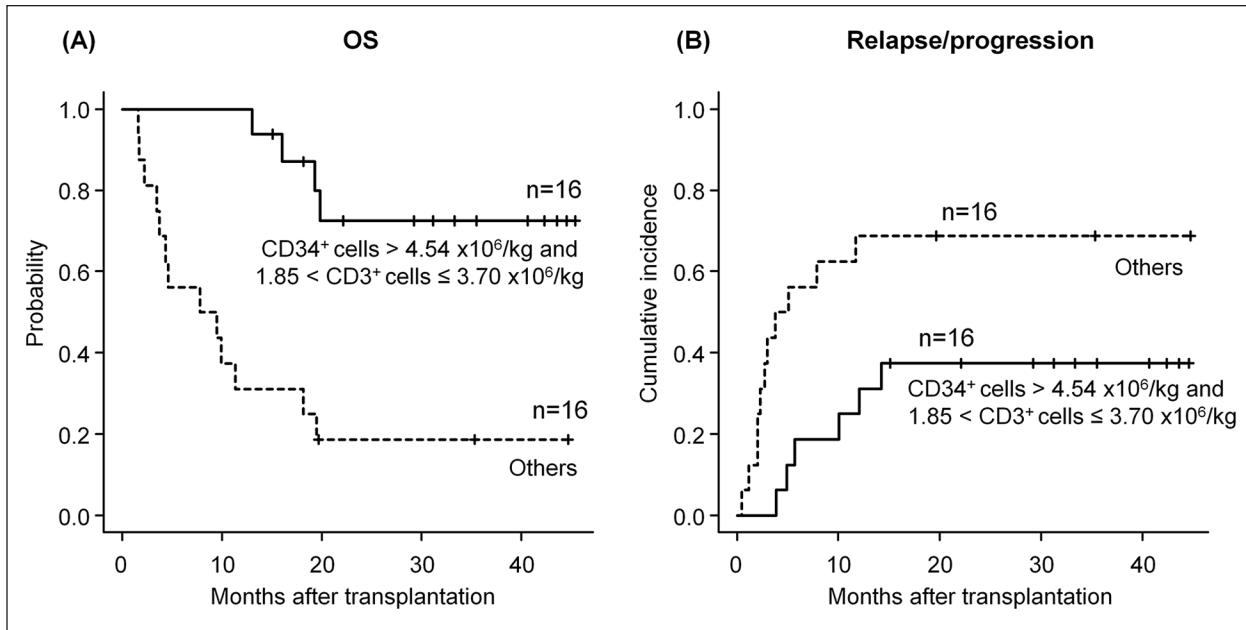 (A) OS
Probability
1.0
0.8
0.6
0.4
0.2
0.0
n=16
CD34⁺ cells > 4.54 x10⁶/kg and
1.85 < CD3⁺ cells ≤ 3.70 x10⁶/kg
n=16
Others
0 10 20 30 40
Months after transplantation
(B) Relapse/progression
Cumulative incidence
1.0
0.8
0.6
0.4
0.2
0.0
n=16
Others
n=16
CD34⁺ cells > 4.54 x10⁶/kg and
1.85 < CD3⁺ cells ≤ 3.70 x10⁶/kg
0 10 20 30 40
Months after transplantation